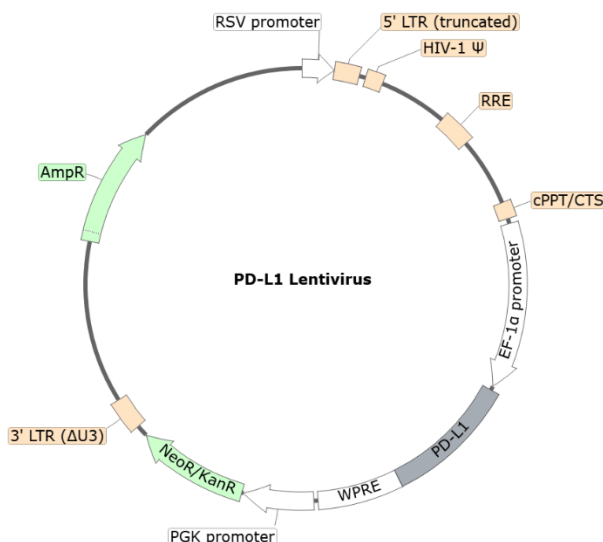 RSV promoter
5' LTR (truncated)
HIV-1 Ψ
RRE
cPPT/CTS
EF-1α promoter
PD-L1
WPRE
PGK promoter
NeoR/KanR
3' LTR (ΔU3)
AmpR
PD-L1 Lentivirus